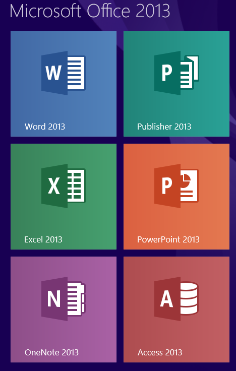 Microsoft Office 2013
W
P
Word 2013
Publisher 2013
X
P
Excel 2013
PowerPoint 2013
N
A
OneNote 2013
Access 2013